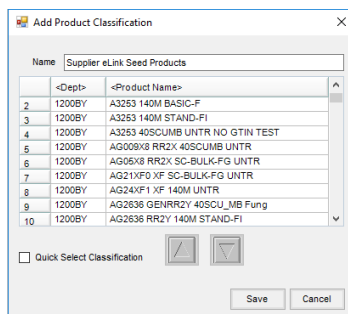 Add Product Classification
Name Supplier eLink Seed Products
<Dept> <Product Name>
2 1200BY A3253 140M BASIC-F
3 1200BY A3253 140M STAND-FI
4 1200BY A3253 40SCUMB UNTR NO GTIN TEST
5 1200BY AG009X8 RR2X 40SCUMB UNTR
6 1200BY AG05X8 RR2X SC-BULK-FG UNTR
7 1200BY AG21XF0 XF SC-BULK-FG UNTR
8 1200BY AG24XF1 XF 140M UNTR
9 1200BY AG2636 GENRR2Y 40SCU_MB Fung
10 1200BY AG2636 RR2Y 140M STAND-FI
Quick Select Classification
Save Cancel